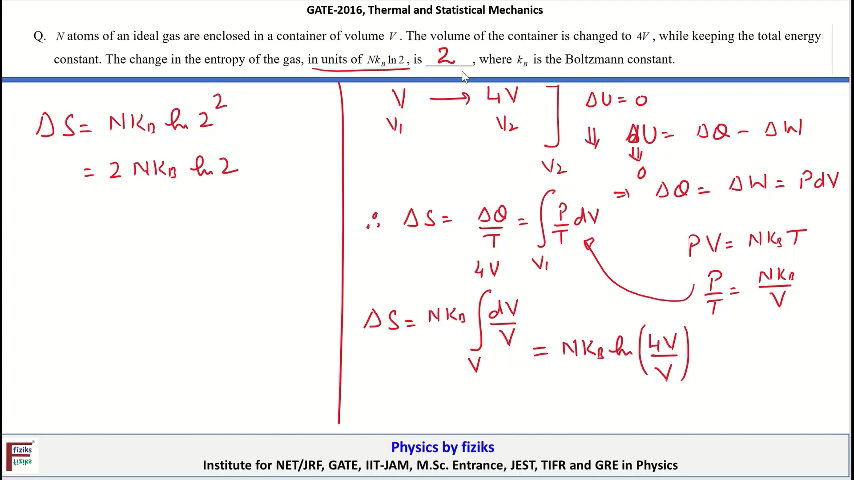 GATE-2016, Thermal and Statistical Mechanics
Q. N atoms of an ideal gas are enclosed in a container of volume V. The volume of the container is changed to 4V, while keeping the total energy
constant. The change in the entropy of the gas, in units of Nk_B ln 2, is 2, where k_B is the Boltzmann constant.
ΔS = NK_B ln 2^2
= 2 NK_B ln 2
V → 4V ] ΔU = 0
V_1 V_2
⇓ ΔU = ΔQ - ΔW
⇓
0
⇒ ΔQ = ΔW = PdV
∴ ΔS = ΔQ/T = ∫_{V_1}^{V_2} P/T dV
PV = NK_B T
P/T = NK_B/V
ΔS = NK_B ∫_{V}^{4V} dV/V = NK_B ln (4V/V)
fiziks
fiziks
Physics by fiziks
Institute for NET/JRF, GATE, IIT-JAM, M.Sc. Entrance, JEST, TIFR and GRE in Physics